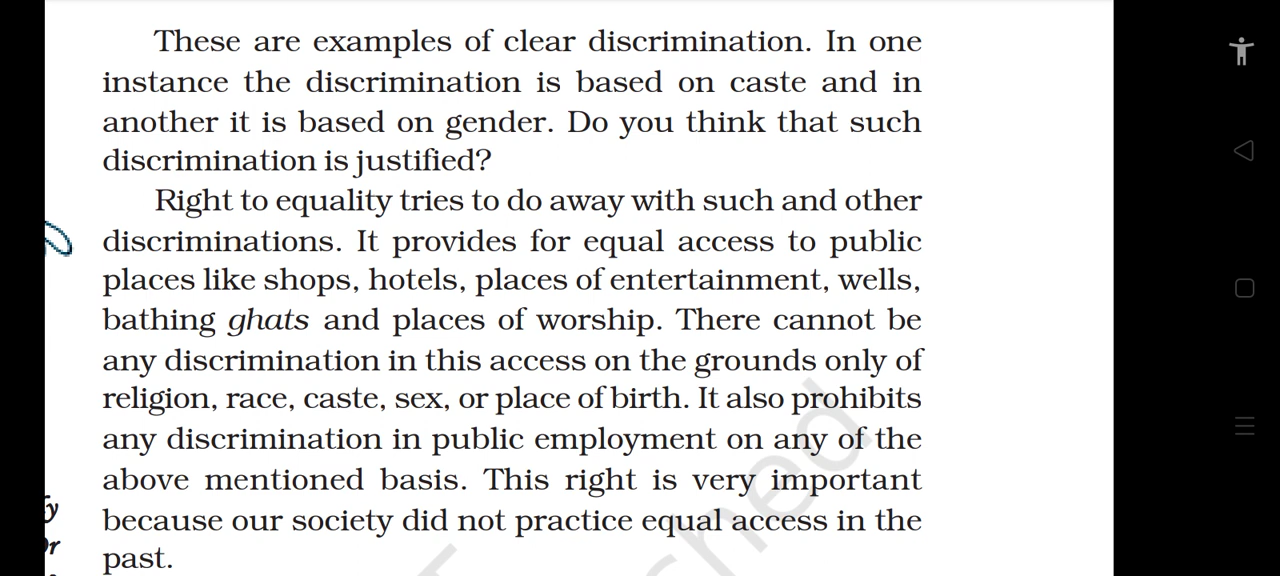 These are examples of clear discrimination. In one
instance the discrimination is based on caste and in
another it is based on gender. Do you think that such
discrimination is justified?
Right to equality tries to do away with such and other
discriminations. It provides for equal access to public
places like shops, hotels, places of entertainment, wells,
bathing ghats and places of worship. There cannot be
any discrimination in this access on the grounds only of
religion, race, caste, sex, or place of birth. It also prohibits
any discrimination in public employment on any of the
above mentioned basis. This right is very important
because our society did not practice equal access in the
past.